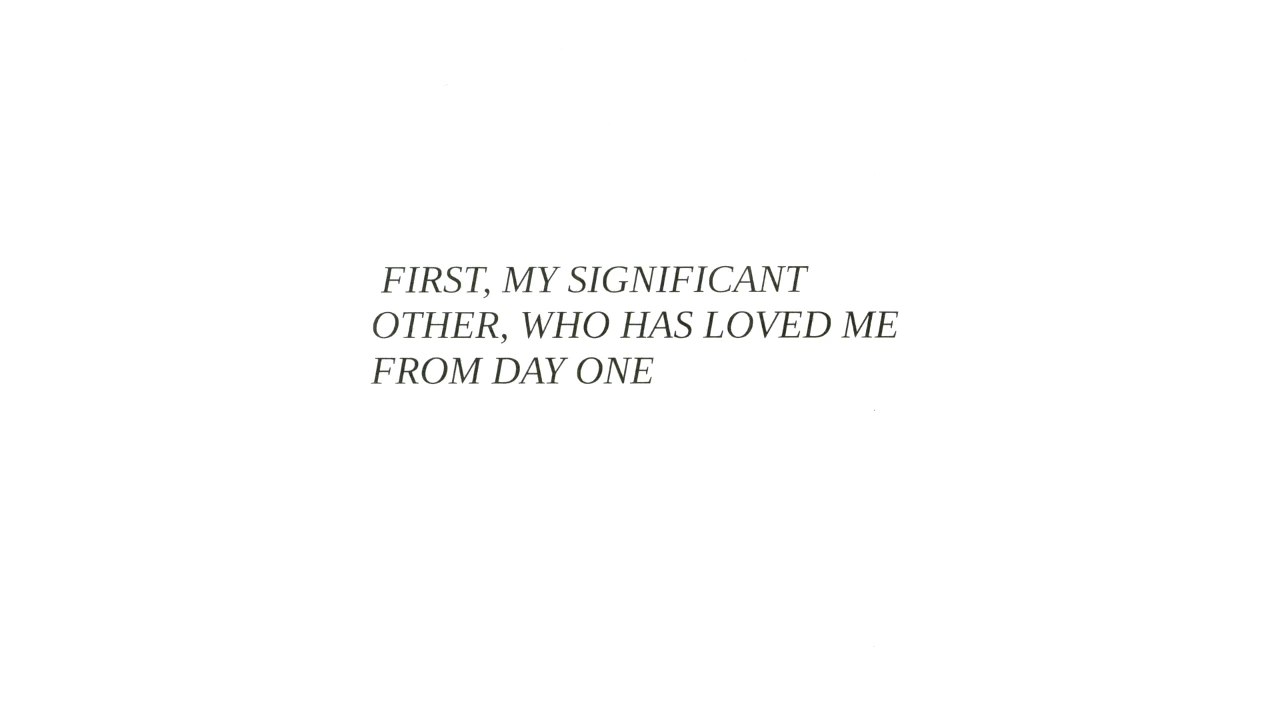 FIRST, MY SIGNIFICANT
OTHER, WHO HAS LOVED ME
FROM DAY ONE